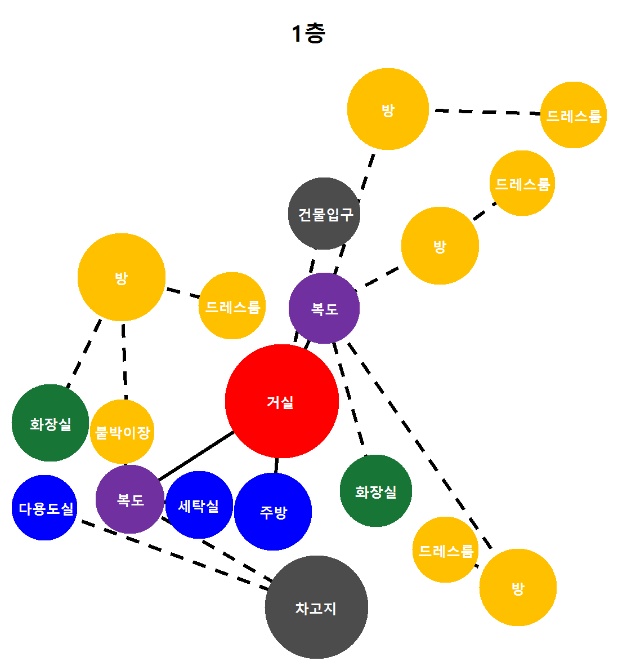 1층
방
드레스룸
드레스룸
건물입구
방
방
드레스룸
복도
거실
화장실
붙박이장
복도
세탁실
다용도실
주방
화장실
드레스룸
방
차고지